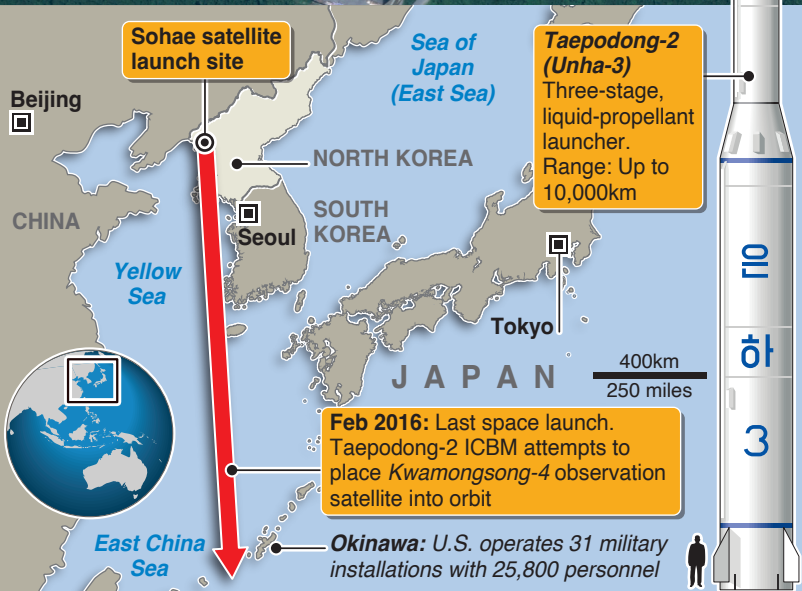 Sohae satellite
launch site
Sea of
Japan
(East Sea)
Taepodong-2
(Unha-3)
Three-stage,
liquid-propellant
launcher.
Range: Up to
10,000km
Beijing
NORTH KOREA
CHINA
SOUTH
KOREA
Seoul
Yellow
Sea
Tokyo
JAPAN
400km
250 miles
은
하
3
Feb 2016: Last space launch.
Taepodong-2 ICBM attempts to
place Kwamongsong-4 observation
satellite into orbit
East China
Sea
Okinawa: U.S. operates 31 military
installations with 25,800 personnel